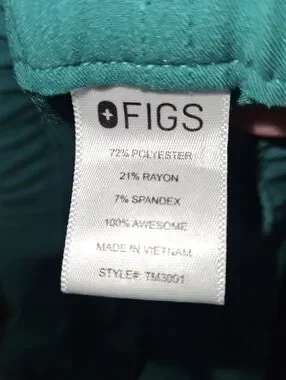 FIGS
72% POLYESTER
21% RAYON
7% SPANDEX
100% AWESOME
MADE IN VIETNAM
STYLE# TM3001